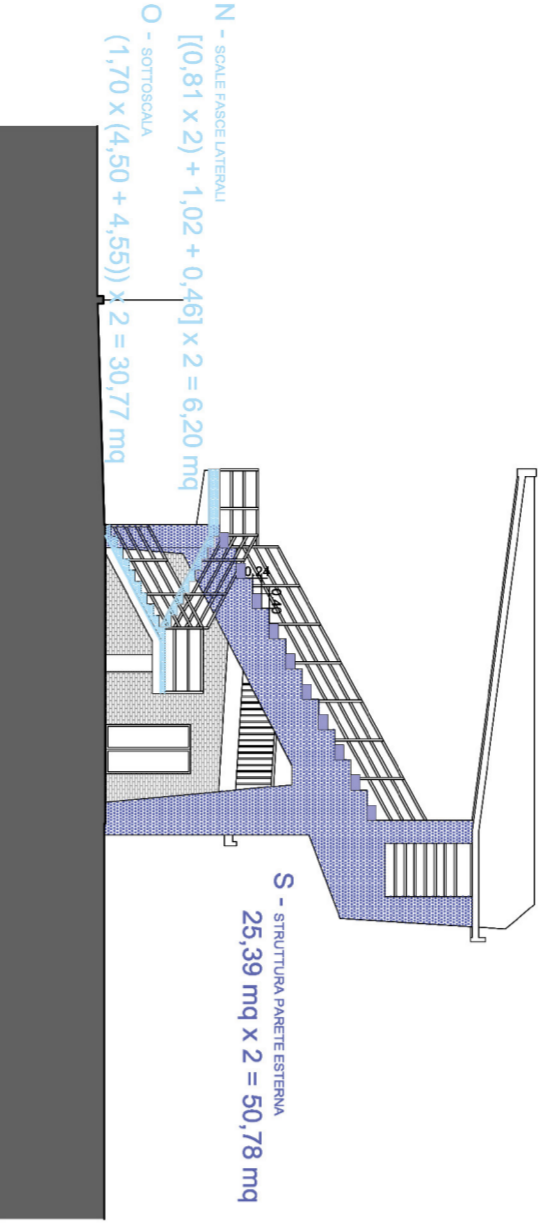 N - SCALE FASCE LATERALI
[(0,81 x 2) + 1,02 + 0,46] x 2 = 6,20 mq
O - SOTTOSCALA
(1,70 x (4,50 + 4,55)) x 2 = 30,77 mq
0.24
0.40
S - STRUTTURA PARETE ESTERNA
25,39 mq x 2 = 50,78 mq